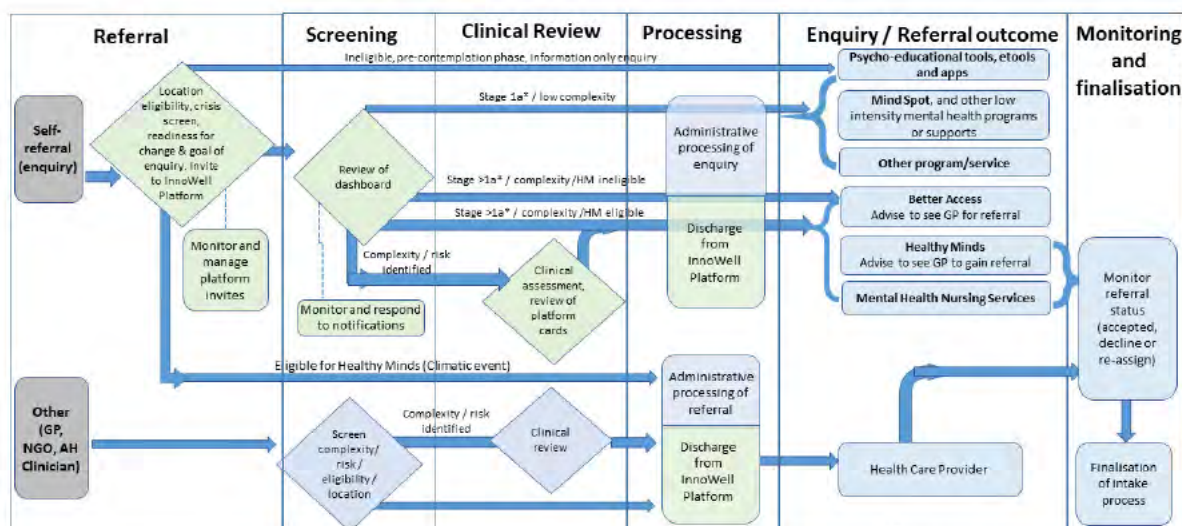 Referral
Screening
Clinical Review
Processing
Enquiry / Referral outcome
Monitoring
and
finalisation
Ineligible, pre-contemplation phase, information only enquiry
Self-
referral
(enquiry)
Location
eligibility, crisis
screen,
readiness for
change & goal of
enquiry. Invite
to InnoWell
Platform
Monitor and
manage
platform
invites
Stage 1a* / low complexity
Review of
dashboard
Stage >1a* / complexity /HM ineligible
Stage >1a* / complexity /HM eligible
Complexity / risk
identified
Monitor and respond
to notifications
Clinical
assessment,
review of
platform
cards
Administrative
processing of
enquiry
Discharge
from
InnoWell
Platform
Psycho-educational tools, etools
and apps
Mind Spot, and other low
intensity mental health programs
or supports
Other program/service
Better Access
Advise to see GP for referral
Healthy Minds
Advise to see GP to gain referral
Mental Health Nursing Services
Monitor
referral
status
(accepted,
decline or
re-assign)
Eligible for Healthy Minds (Climatic event)
Other
(GP,
NGO, AH
Clinician)
Screen
complexity/
risk /
eligibility/
location
Complexity / risk
identified
Clinical
review
Administrative
processing of
referral
Discharge
from
InnoWell
Platform
Health Care Provider
Finalisation
of intake
process